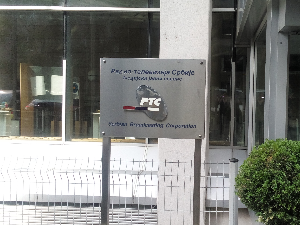 Радио-телевизија Србије
РТС
Serbian Broadcasting Corporation